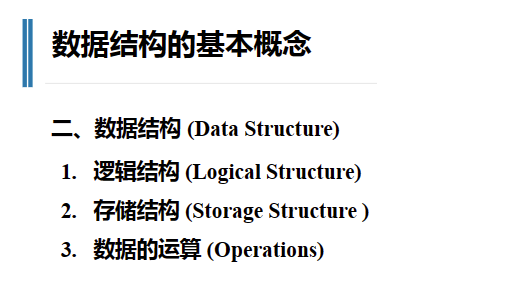 数据结构的基本概念
二、数据结构 (Data Structure)
1. 逻辑结构 (Logical Structure)
2. 存储结构 (Storage Structure )
3. 数据的运算 (Operations)